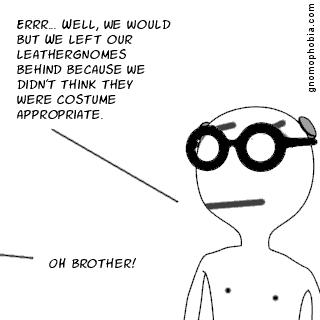 Errr... Well, we would
but we left our
leathergnomes
behind because we
didn't think they
were costume
appropriate.
Oh brother!
gnomophobia.com